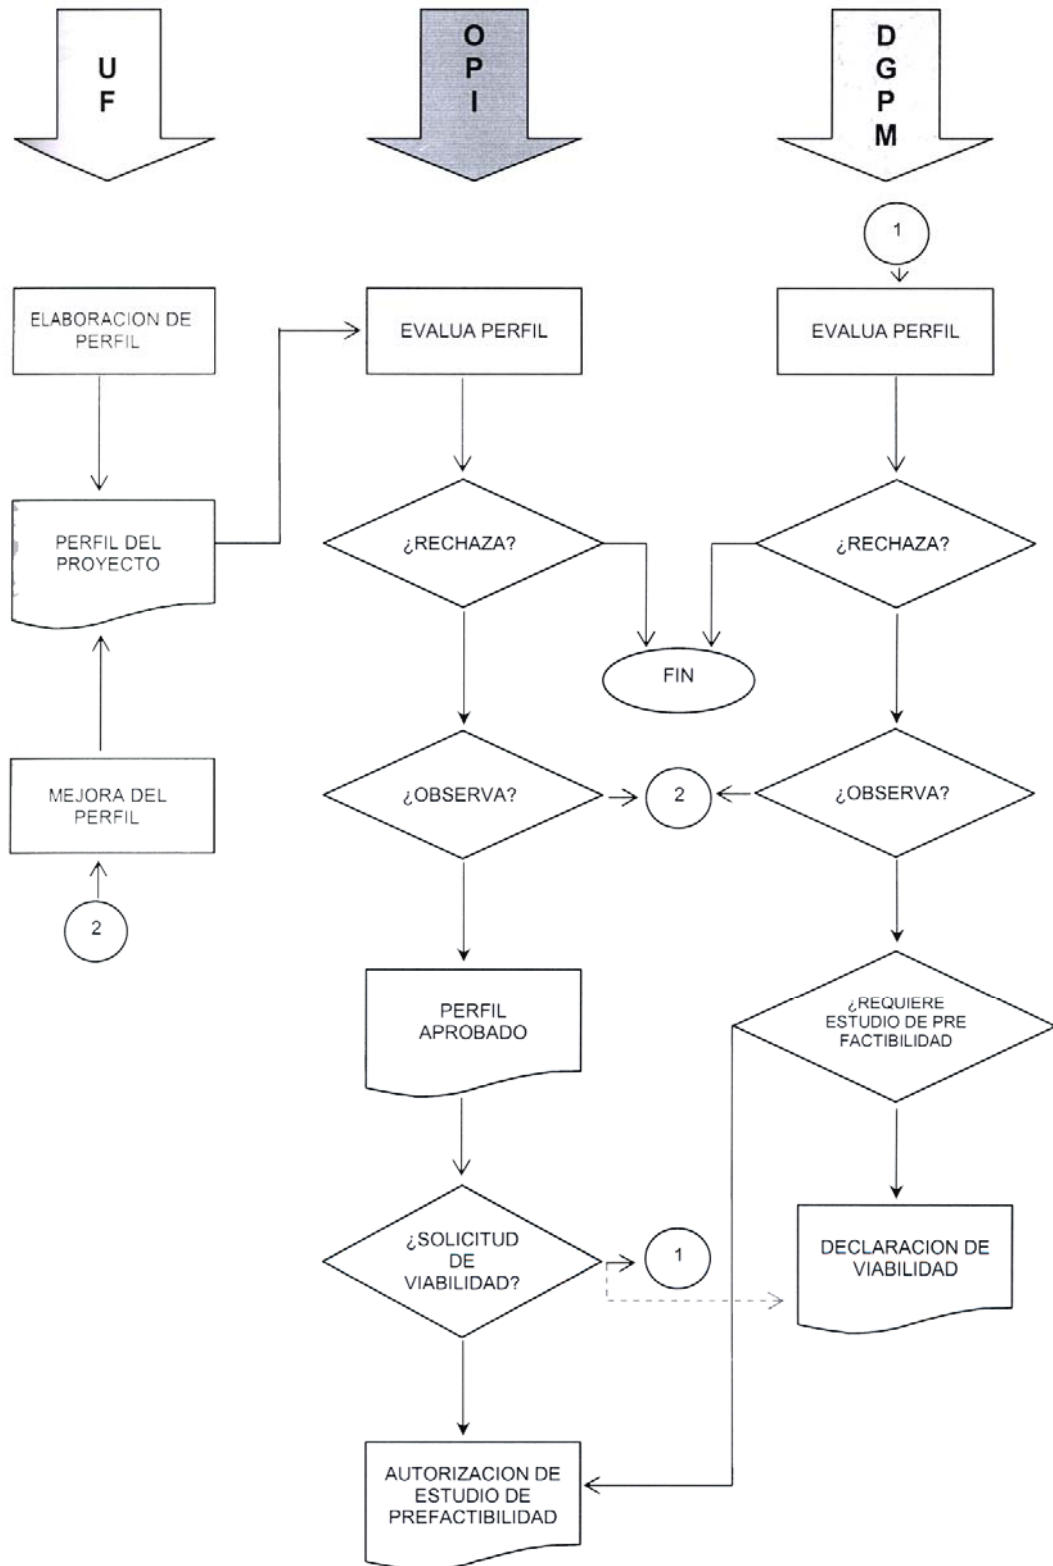 U
F
O
P
I
D
G
P
M
1
ELABORACION DE
PERFIL
EVALUA PERFIL
EVALUA PERFIL
PERFIL DEL
PROYECTO
¿RECHAZA?
¿RECHAZA?
FIN
MEJORA DEL
PERFIL
¿OBSERVA?
2
¿OBSERVA?
2
PERFIL
APROBADO
¿REQUIERE
ESTUDIO DE PRE
FACTIBILIDAD
¿SOLICITUD
DE
VIABILIDAD?
1
DECLARACION DE
VIABILIDAD
AUTORIZACION DE
ESTUDIO DE
PREFACTIBILIDAD